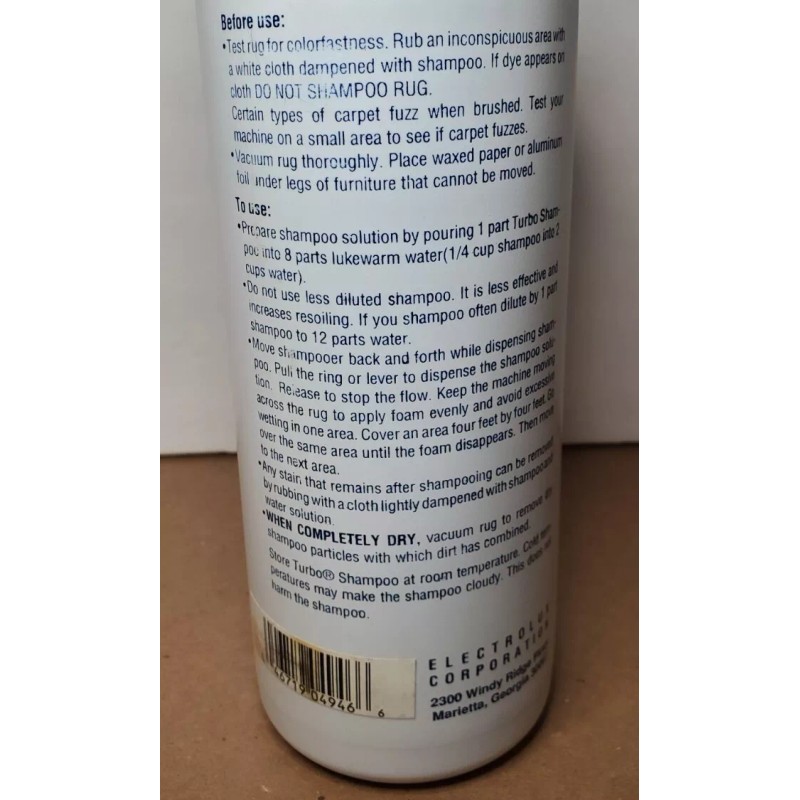 Before use:
•Test rug for colorfastness. Rub an inconspicuous area with
a white cloth dampened with shampoo. If dye appears on
cloth DO NOT SHAMPOO RUG.
Certain types of carpet fuzz when brushed. Test your
machine on a small area to see if carpet fuzzes.
•Vacuum rug thoroughly. Place waxed paper or aluminum
foil under legs of furniture that cannot be moved.
To use:
•Prepare shampoo solution by pouring 1 part Turbo Sham-
poo into 8 parts lukewarm water(1/4 cup shampoo into 2
cups water).
•Do not use less diluted shampoo. It is less effective and
increases resoiling. If you shampoo often dilute by 1 part
shampoo to 12 parts water.
•Move shampooer back and forth while dispensing sham-
poo. Pull the ring or lever to dispense the shampoo solu-
tion. Release to stop the flow. Keep the machine moving
across the rug to apply foam evenly and avoid excessive
wetting in one area. Cover an area four feet by four feet. Go
over the same area until the foam disappears. Then move
to the next area.
•Any stain that remains after shampooing can be removed
by rubbing with a cloth lightly dampened with shampoo and
water solution.
•WHEN COMPLETELY DRY, vacuum rug to remove dry
shampoo particles with which dirt has combined.
Store Turbo® Shampoo at room temperature. Cold tem-
peratures may make the shampoo cloudy. This does not
harm the shampoo.
ELECTROLUX
CORPORATION
2300 Windy Ridge
Marietta, Georgia
04946 6